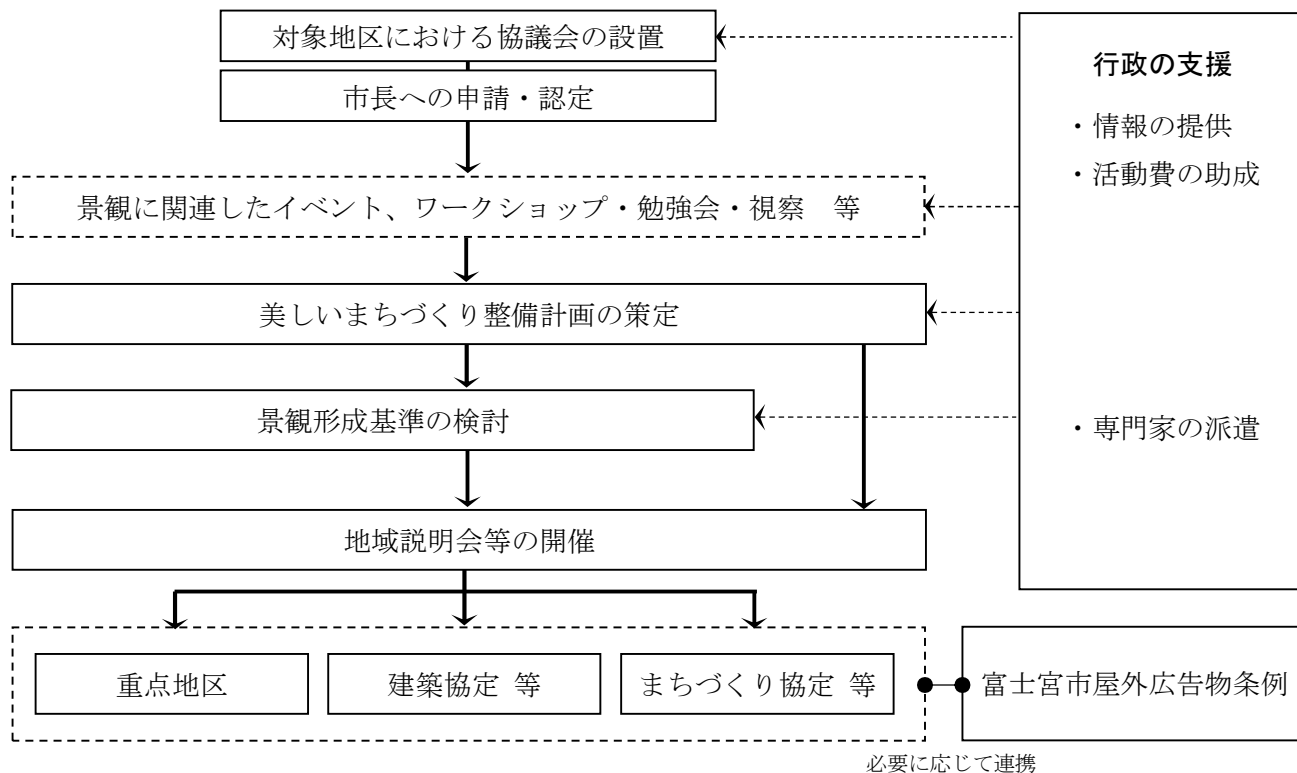 対象地区における協議会の設置
市長への申請・認定
景観に関連したイベント、ワークショップ・勉強会・視察　等
美しいまちづくり整備計画の策定
景観形成基準の検討
地域説明会等の開催
重点地区
建築協定 等
まちづくり協定 等
行政の支援
・情報の提供
・活動費の助成
・専門家の派遣
富士宮市屋外広告物条例
必要に応じて連携